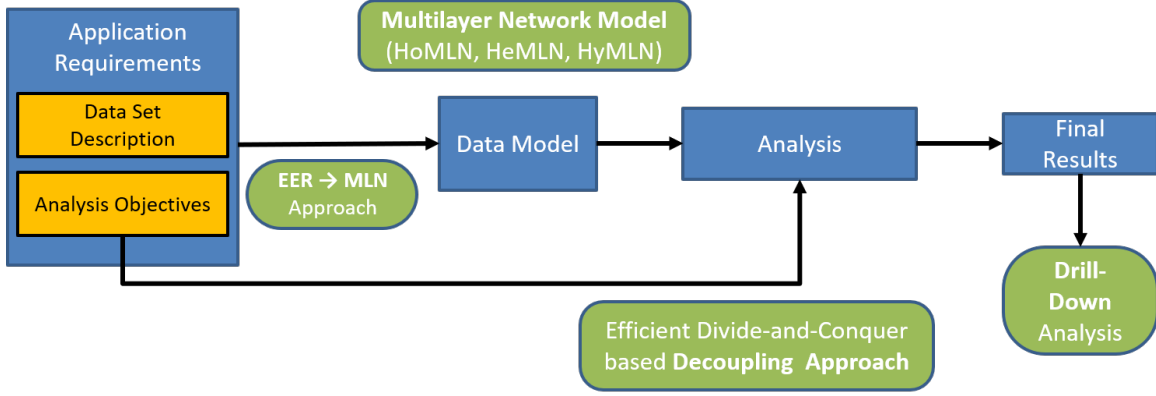 Application
Requirements
Data Set
Description
Analysis Objectives
Multilayer Network Model
(HoMLN, HeMLN, HyMLN)
EER → MLN
Approach
Data Model
Analysis
Final
Results
Efficient Divide-and-Conquer
based Decoupling Approach
Drill-
Down
Analysis